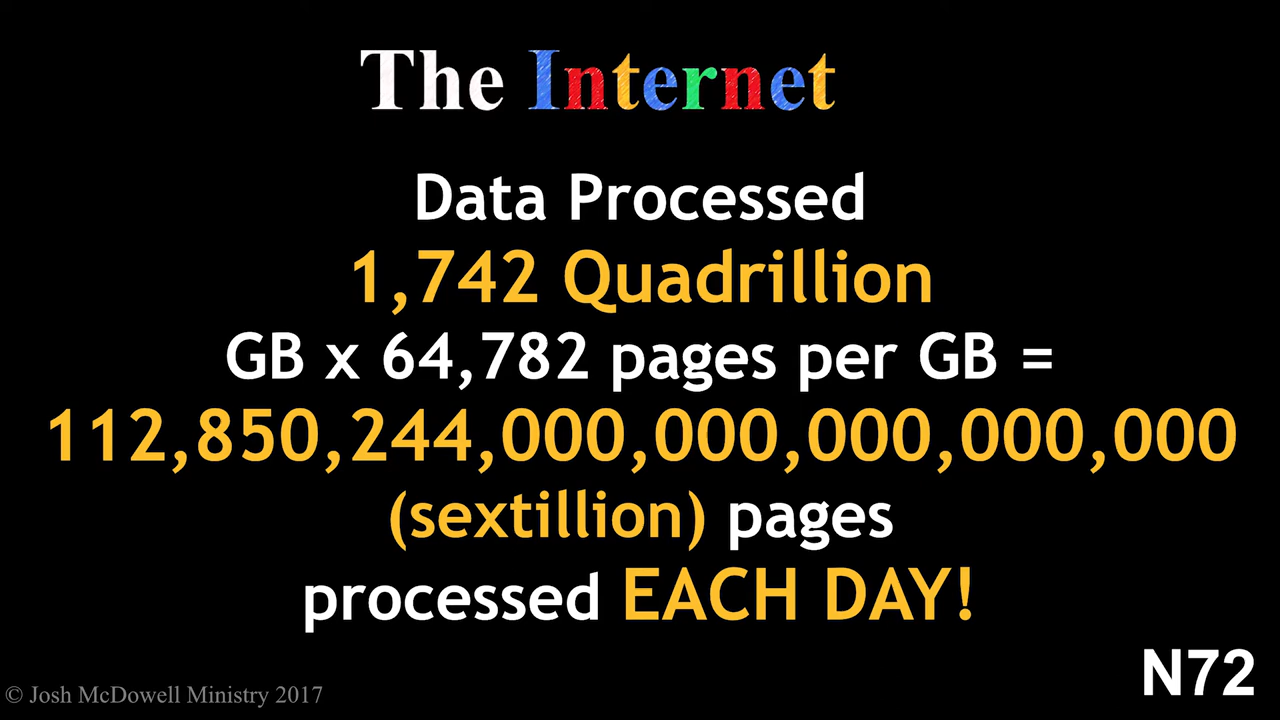 The Internet
Data Processed
1,742 Quadrillion
GB x 64,782 pages per GB =
112,850,244,000,000,000,000,000
(sextillion) pages
processed EACH DAY!
N72
© Josh McDowell Ministry 2017